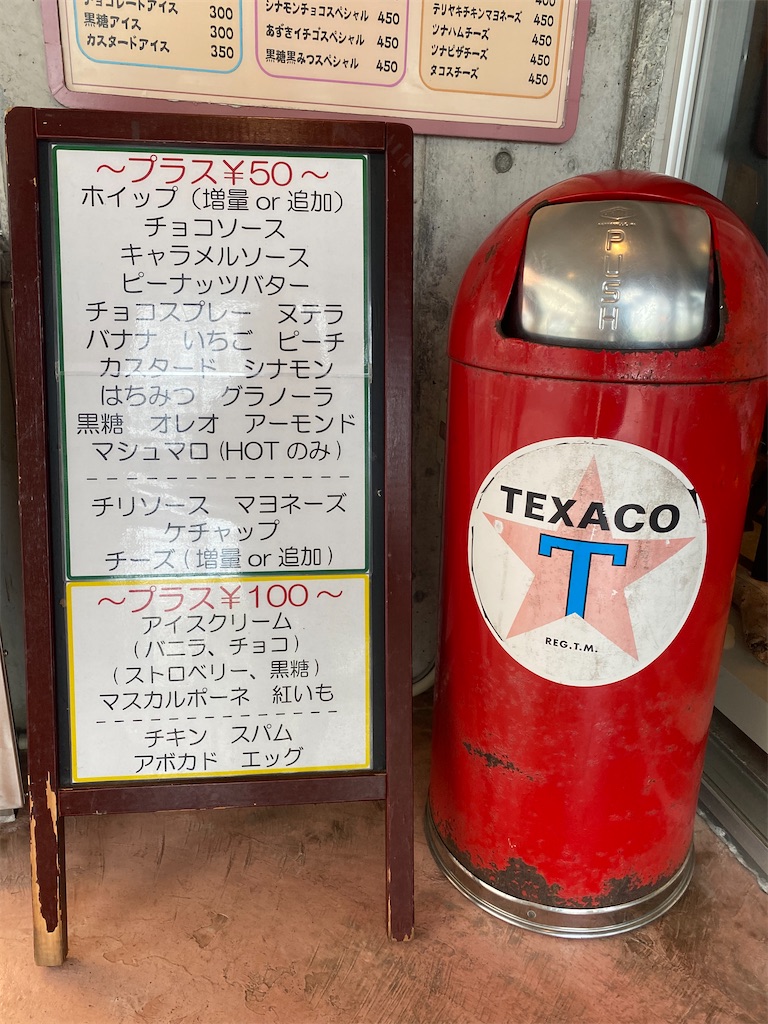 チョコレートアイス 300
黒糖アイス 300
カスタードアイス 350
シナモンチョコスペシャル 450
あずきイチゴスペシャル 450
黒糖黒みつスペシャル 450
400
テリヤキチキンマヨネーズ 450
ツナハムチーズ 450
ツナピザチーズ 450
タコスチーズ 450
～プラス¥50～
ホイップ（増量 or 追加）
チョコソース
キャラメルソース
ピーナッツバター
チョコスプレー ヌテラ
バナナ いちご ピーチ
カスタード シナモン
はちみつ グラノーラ
黒糖 オレオ アーモンド
マシュマロ（HOT のみ）
チリソース マヨネーズ
ケチャップ
チーズ（増量 or 追加）
～プラス¥100～
アイスクリーム
（バニラ、チョコ）
（ストロベリー、黒糖）
マスカルポーネ 紅いも
チキン スパム
アボカド エッグ
PUSH
TEXACO
T
REG.T.M.